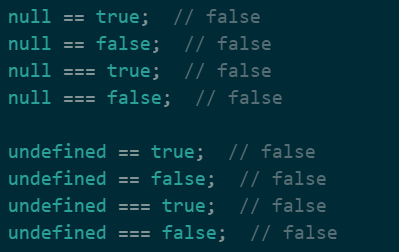 null == true;  // false
null == false;  // false
null === true;  // false
null === false;  // false

undefined == true;  // false
undefined == false;  // false
undefined === true;  // false
undefined === false;  // false